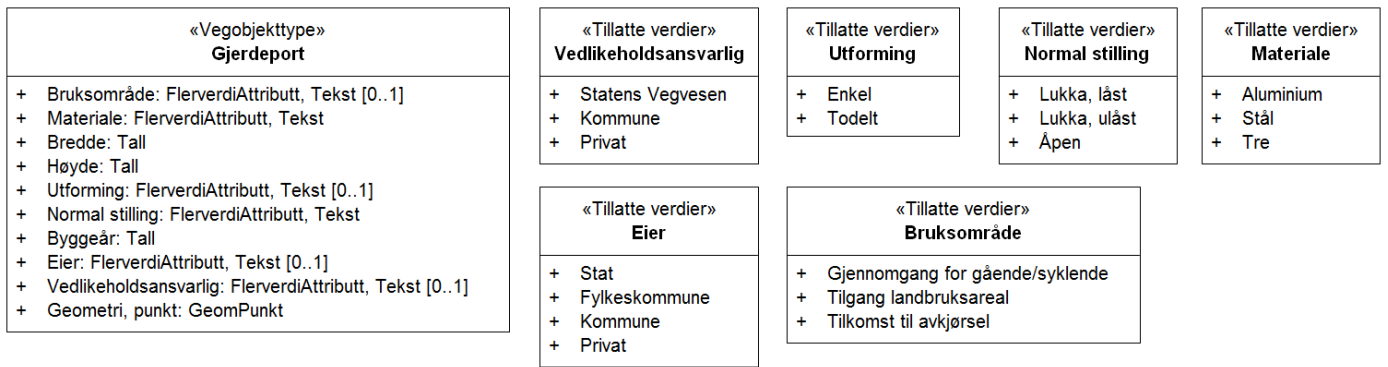 «Vegobjekttype»
Gjerdeport
+ Bruksområde: FlerverdiAttributt, Tekst [0..1]
+ Materiale: FlerverdiAttributt, Tekst
+ Bredde: Tall
+ Høyde: Tall
+ Utforming: FlerverdiAttributt, Tekst [0..1]
+ Normal stilling: FlerverdiAttributt, Tekst
+ Byggeår: Tall
+ Eier: FlerverdiAttributt, Tekst [0..1]
+ Vedlikeholdsansvarlig: FlerverdiAttributt, Tekst [0..1]
+ Geometri, punkt: GeomPunkt
«Tillatte verdier»
Vedlikeholdsansvarlig
+ Statens Vegvesen
+ Kommune
+ Privat
«Tillatte verdier»
Utforming
+ Enkel
+ Todelt
«Tillatte verdier»
Normal stilling
+ Lukka, låst
+ Lukka, ulåst
+ Åpen
«Tillatte verdier»
Materiale
+ Aluminium
+ Stål
+ Tre
«Tillatte verdier»
Eier
+ Stat
+ Fylkeskommune
+ Kommune
+ Privat
«Tillatte verdier»
Bruksområde
+ Gjennomgang for gående/syklende
+ Tilgang landbruksareal
+ Tilkomst til avkjørsel